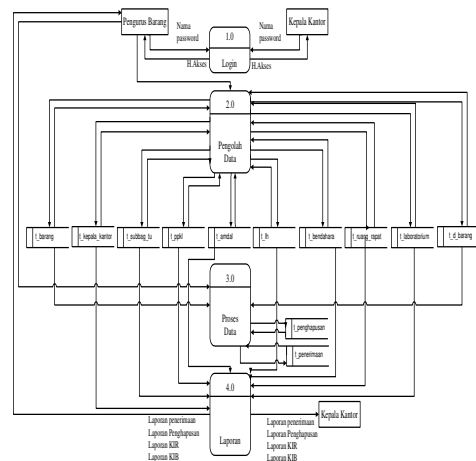 Pengurus Barang
Kepala Kantor
Nama
password
Nama
password
1.0
Login
H.Akses
H.Akses
2.0
Pengolah
Data
t_barang
t_kepala_kantor
t_subbag_tu
t_ppkl
t_amdal
t_lh
t_bendahara
t_ruang_rapat
t_laboratorium
t_d_barang
3.0
Proses
Data
t_penghapusan
t_penerimaan
4.0
Laporan
Kepala Kantor
Laporan penerimaan
Laporan Penghapusan
Laporan KIR
Laporan KIB
Laporan penerimaan
Laporan Penghapusan
Laporan KIR
Laporan KIB